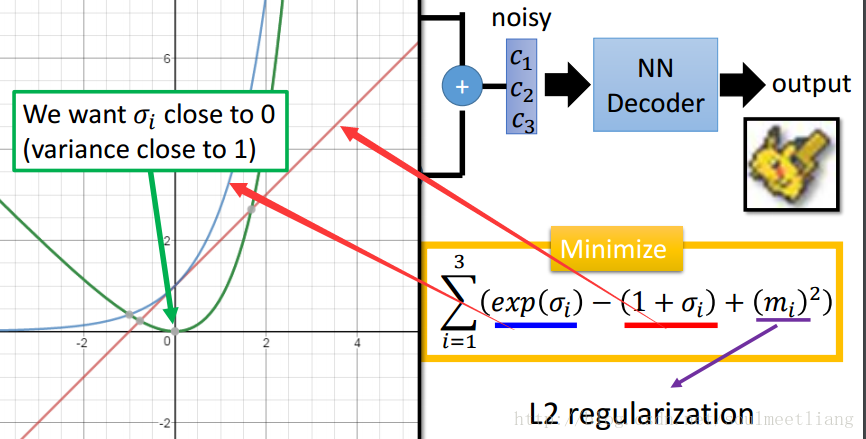 noisy
6
c₁
c₂
c₃
+
NN
Decoder
output
We want σᵢ close to 0
(variance close to 1)
2
Minimize
3
∑(exp(σᵢ) − (1 + σᵢ) + (mᵢ)²)
i=1
-2
0
2
4
L2 regularization
-2